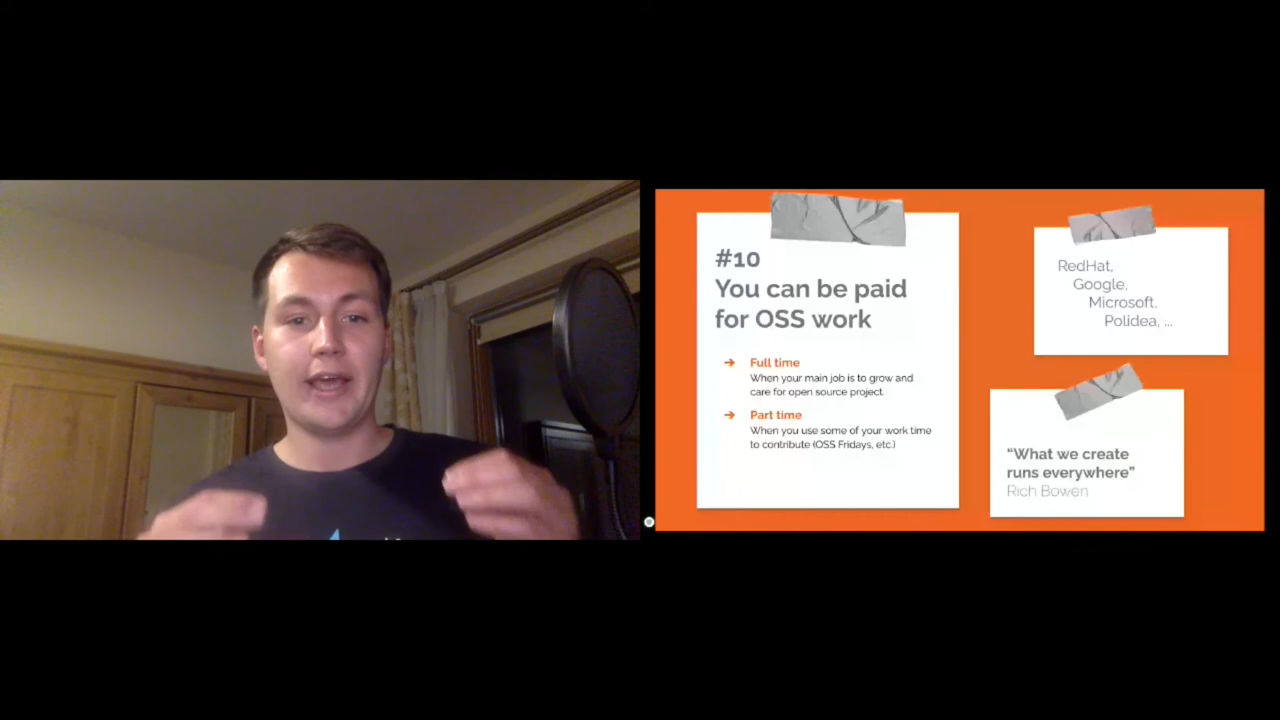 #10
You can be paid
for OSS work
→ Full time
When your main job is to grow and
care for open source project.
→ Part time
When you use some of your work time
to contribute (OSS Fridays, etc.)
RedHat,
Google,
Microsoft,
Polidea, ...
“What we create
runs everywhere”
Rich Bowen